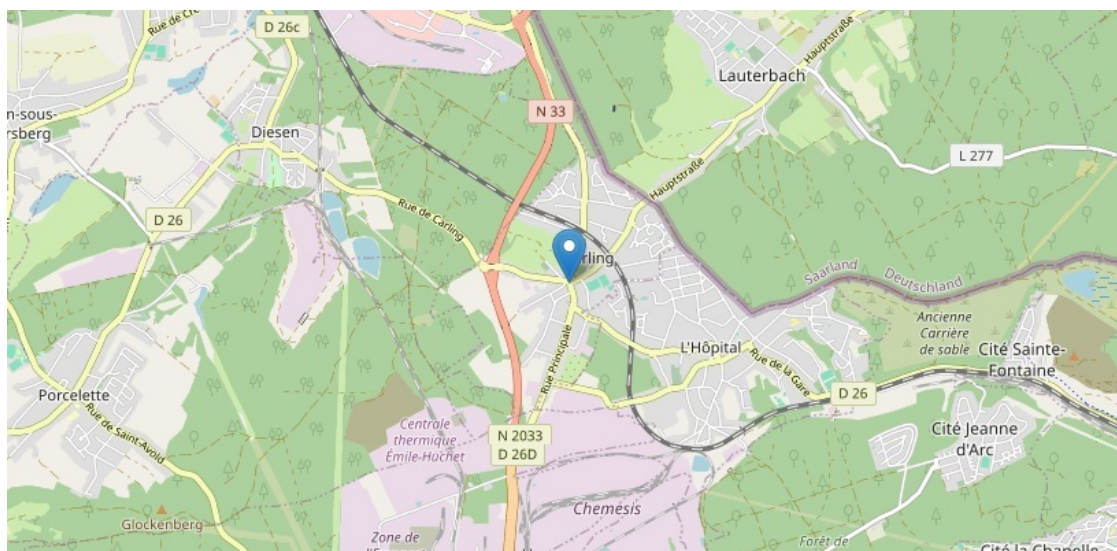 Rue de Cr
D 26c
Hauptstraße
Lauterbach
n-sous-
rsberg
Diesen
N 33
L 277
Hauptstraße
D 26
Rue de Carling
rling
Saarland
Deutschland
Ancienne
Carrière
de sable
Cité Sainte-
Fontaine
L'Hôpital
Rue de la Gare
Rue Principale
D 26
Porcelette
Rue de Saint-Avold
Centrale
thermique
Émile-Huchet
N 2033
D 26D
Cité Jeanne
d'Arc
Chemesis
Glockenberg
Zone de
Forêt de
Cité la Chapelle